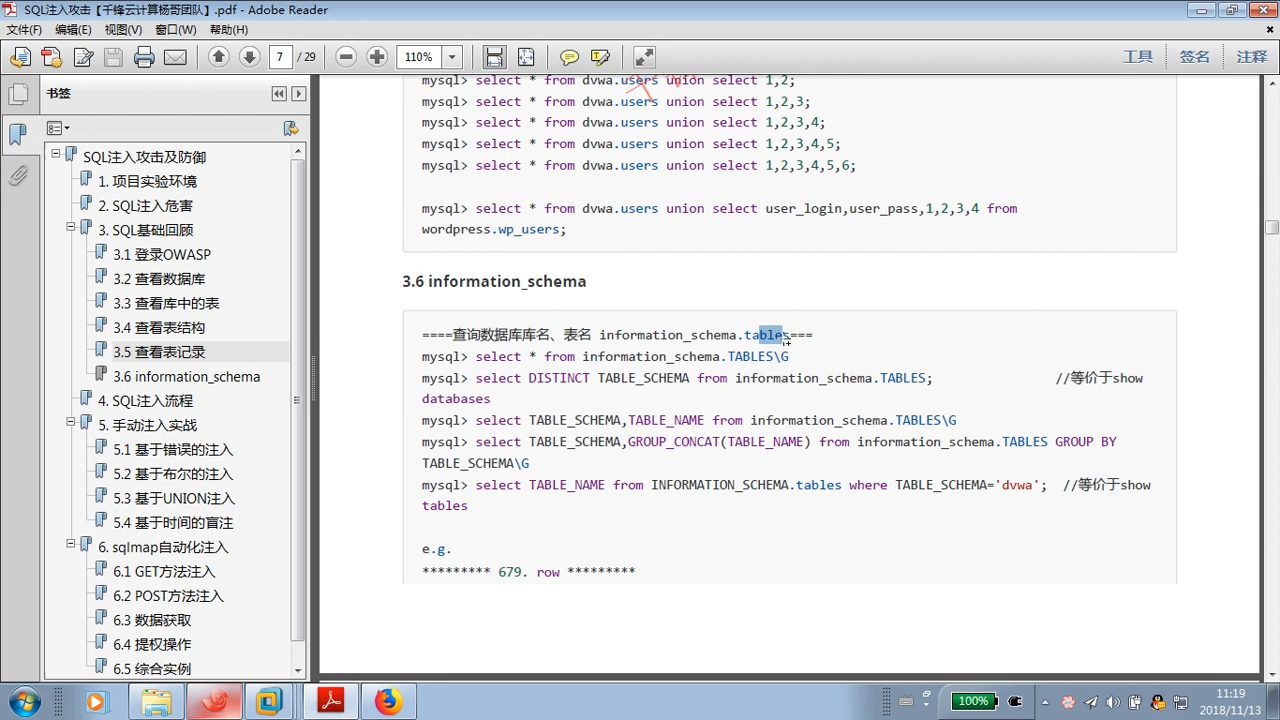 SQL注入攻击【千锋云计算杨哥团队】.pdf - Adobe Reader
文件(F) 编辑(E) 视图(V) 窗口(W) 帮助(H)
7 / 29 110% 工具 签名 注释
书签
SQL注入攻击及防御
1. 项目实验环境
2. SQL注入危害
3. SQL基础回顾
3.1 登录OWASP
3.2 查看数据库
3.3 查看库中的表
3.4 查看表结构
3.5 查看表记录
3.6 information_schema
4. SQL注入流程
5. 手动注入实战
5.1 基于错误的注入
5.2 基于布尔的注入
5.3 基于UNION注入
5.4 基于时间的盲注
6. sqlmap自动化注入
6.1 GET方法注入
6.2 POST方法注入
6.3 数据获取
6.4 提权操作
6.5 综合实例
mysql> select * from dvwa.users union select 1,2;
mysql> select * from dvwa.users union select 1,2,3;
mysql> select * from dvwa.users union select 1,2,3,4;
mysql> select * from dvwa.users union select 1,2,3,4,5;
mysql> select * from dvwa.users union select 1,2,3,4,5,6;
mysql> select * from dvwa.users union select user_login,user_pass,1,2,3,4 from
wordpress.wp_users;
3.6 information_schema
====查询数据库库名、表名 information_schema.tables===
mysql> select * from information_schema.TABLES\G
mysql> select DISTINCT TABLE_SCHEMA from information_schema.TABLES; //等价于show
databases
mysql> select TABLE_SCHEMA,TABLE_NAME from information_schema.TABLES\G
mysql> select TABLE_SCHEMA,GROUP_CONCAT(TABLE_NAME) from information_schema.TABLES GROUP BY
TABLE_SCHEMA\G
mysql> select TABLE_NAME from INFORMATION_SCHEMA.tables where TABLE_SCHEMA='dvwa'; //等价于show
tables
e.g.
********* 679. row *********
100%
11:19
2018/11/13